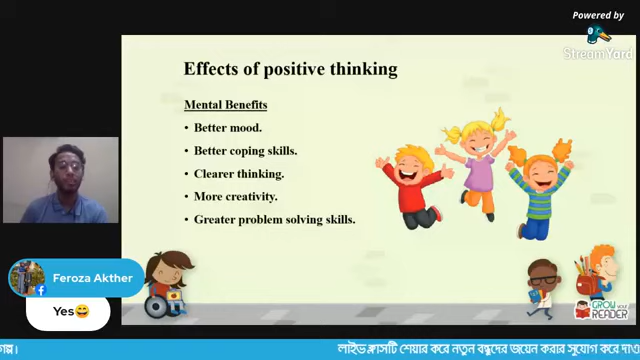 Powered by
StreamYard
Effects of positive thinking
Mental Benefits
• Better mood.
• Better coping skills.
• Clearer thinking.
• More creativity.
• Greater problem solving skills.
Feroza Akther
Yes😄
GROW YOUR
READER
গল্প।
লাইভ ক্লাসটি শেয়ার করে নতুন বন্ধুদের জয়েন করার সুযোগ করে দাও